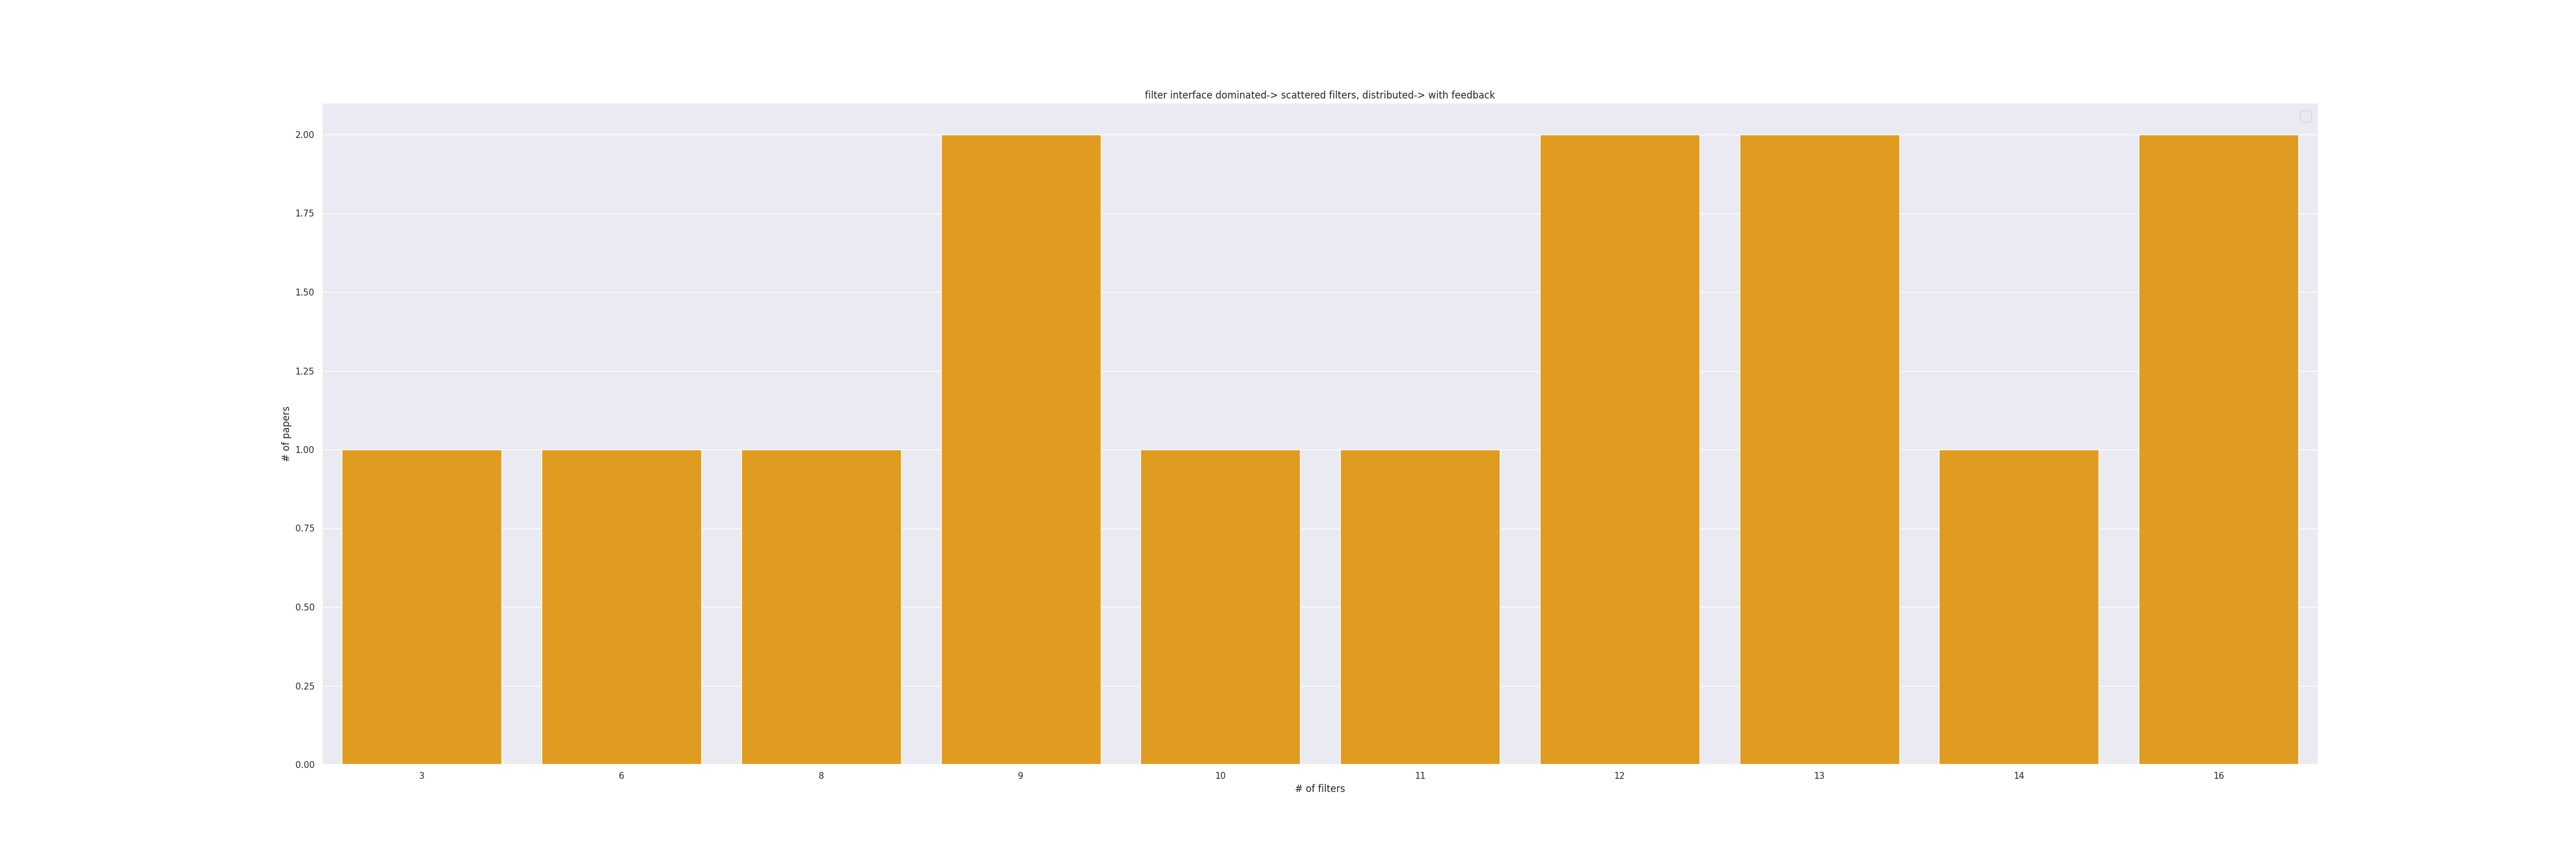 filter interface dominated-> scattered filters, distributed-> with feedback
2.00
1.75
1.50
1.25
1.00
0.75
0.50
0.25
0.00
# of papers
3 6 8 9 10 11 12 13 14 16
# of filters